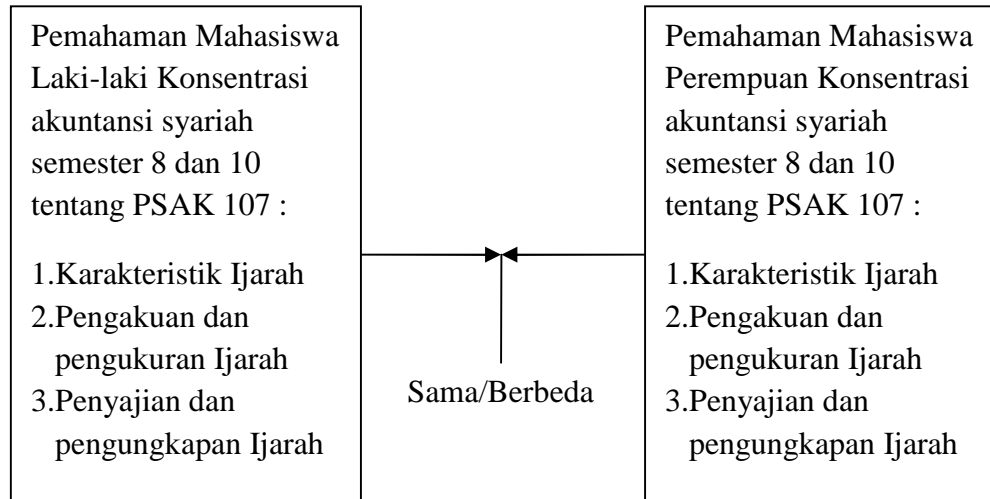 Pemahaman Mahasiswa
Laki-laki Konsentrasi
akuntansi syariah
semester 8 dan 10
tentang PSAK 107 :
1.Karakteristik Ijarah
2.Pengakuan dan
pengukuran Ijarah
3.Penyajian dan
pengungkapan Ijarah
Sama/Berbeda
Pemahaman Mahasiswa
Perempuan Konsentrasi
akuntansi syariah
semester 8 dan 10
tentang PSAK 107 :
1.Karakteristik Ijarah
2.Pengakuan dan
pengukuran Ijarah
3.Penyajian dan
pengungkapan Ijarah